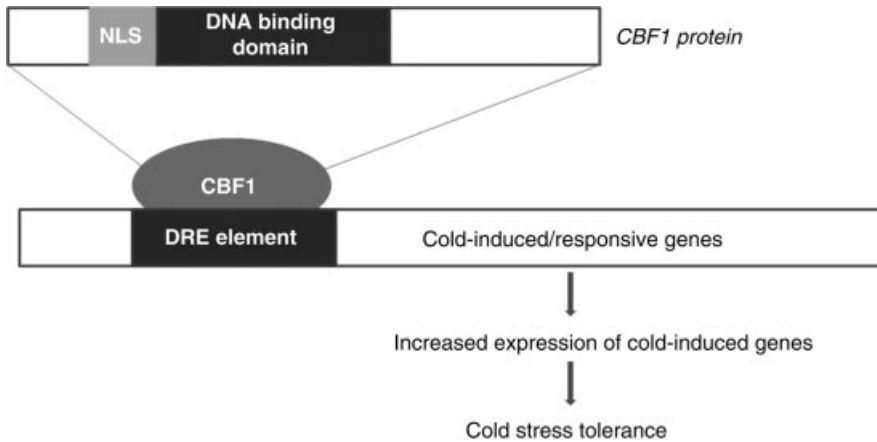 NLS
DNA binding
domain
CBF1 protein
CBF1
DRE element
Cold-induced/responsive genes
Increased expression of cold-induced genes
Cold stress tolerance